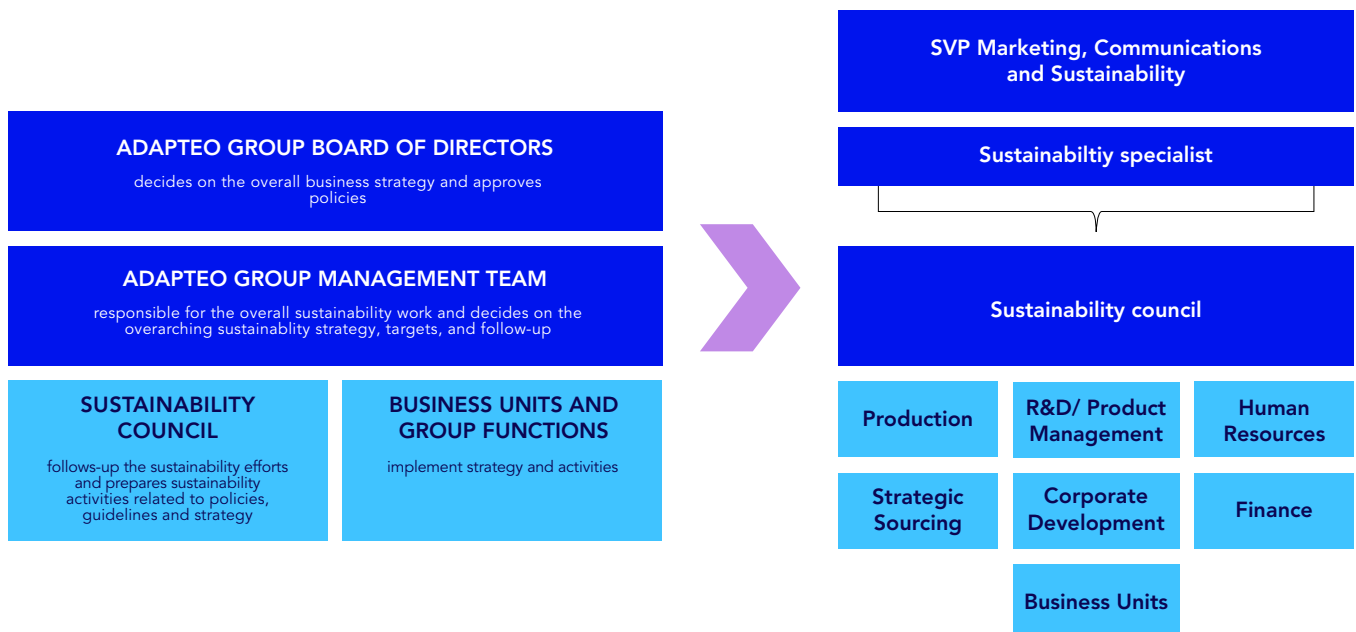 ADAPTEO GROUP BOARD OF DIRECTORS
decides on the overall business strategy and approves
policies
ADAPTEO GROUP MANAGEMENT TEAM
responsible for the overall sustainability work and decides on the
overarching sustainablity strategy, targets, and follow-up
SUSTAINABILITY
COUNCIL
follows-up the sustainability efforts
and prepares sustainability
activities related to policies,
guidelines and strategy
BUSINESS UNITS AND
GROUP FUNCTIONS
implement strategy and activities
SVP Marketing, Communications
and Sustainability
Sustainabiltiy specialist
Sustainability council
Production
R&D/ Product
Management
Human
Resources
Strategic
Sourcing
Corporate
Development
Finance
Business Units